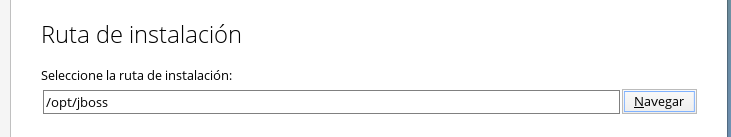 Ruta de instalación
Seleccione la ruta de instalación:
/opt/jboss Navegar